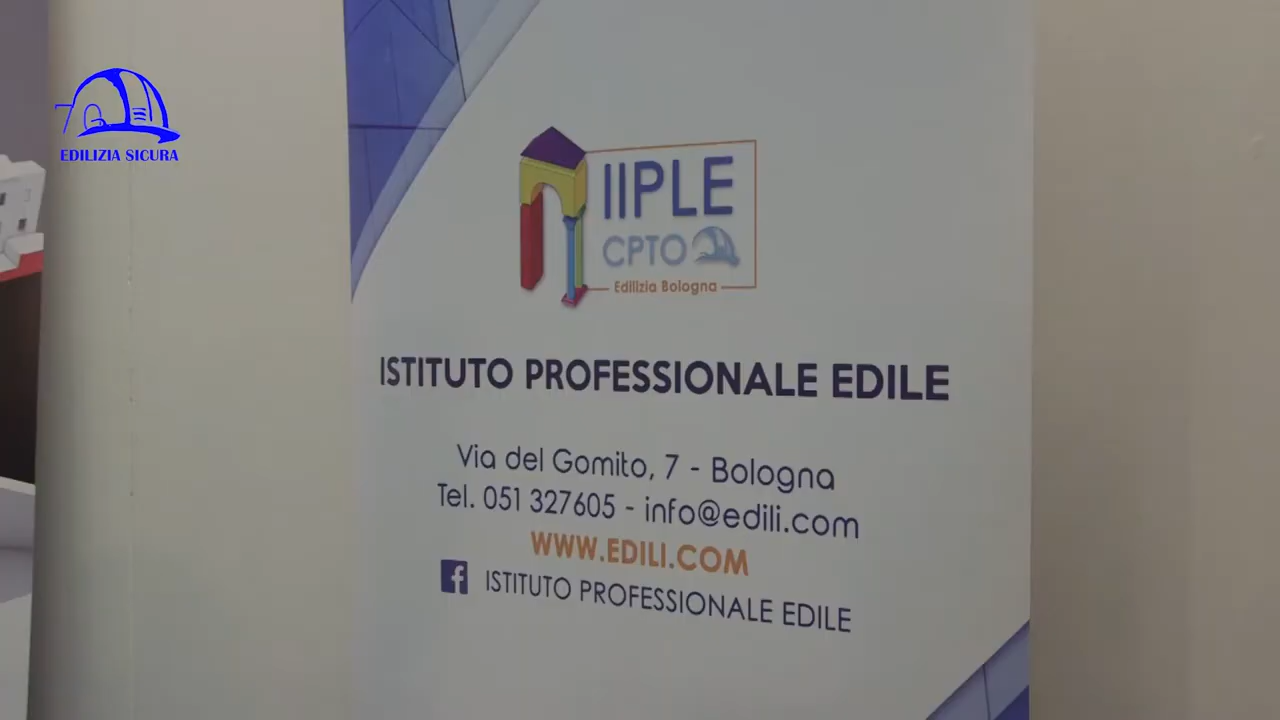 EDILIZIA SICURA
IIPLE
CPTO
Edilizia Bologna
ISTITUTO PROFESSIONALE EDILE
Via del Gomito, 7 - Bologna
Tel. 051 327605 - info@edili.com
WWW.EDILI.COM
ISTITUTO PROFESSIONALE EDILE